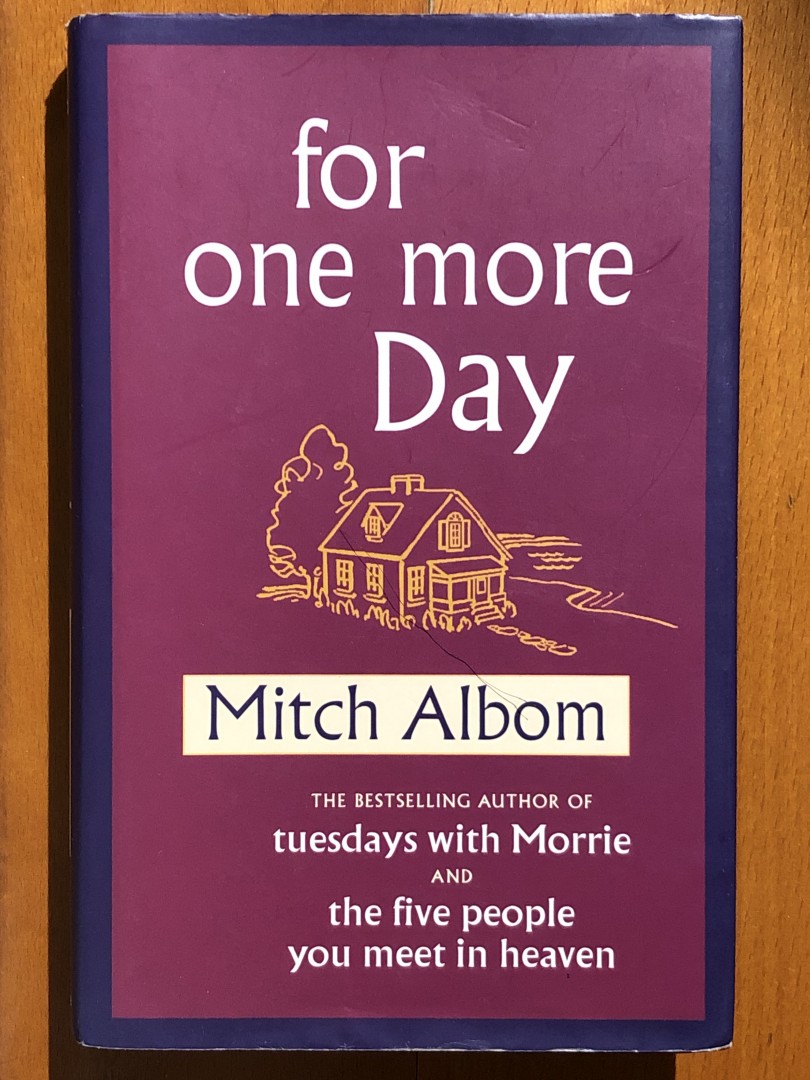 for
one more
Day
Mitch Albom
THE BESTSELLING AUTHOR OF
tuesdays with Morrie
AND
the five people
you meet in heaven